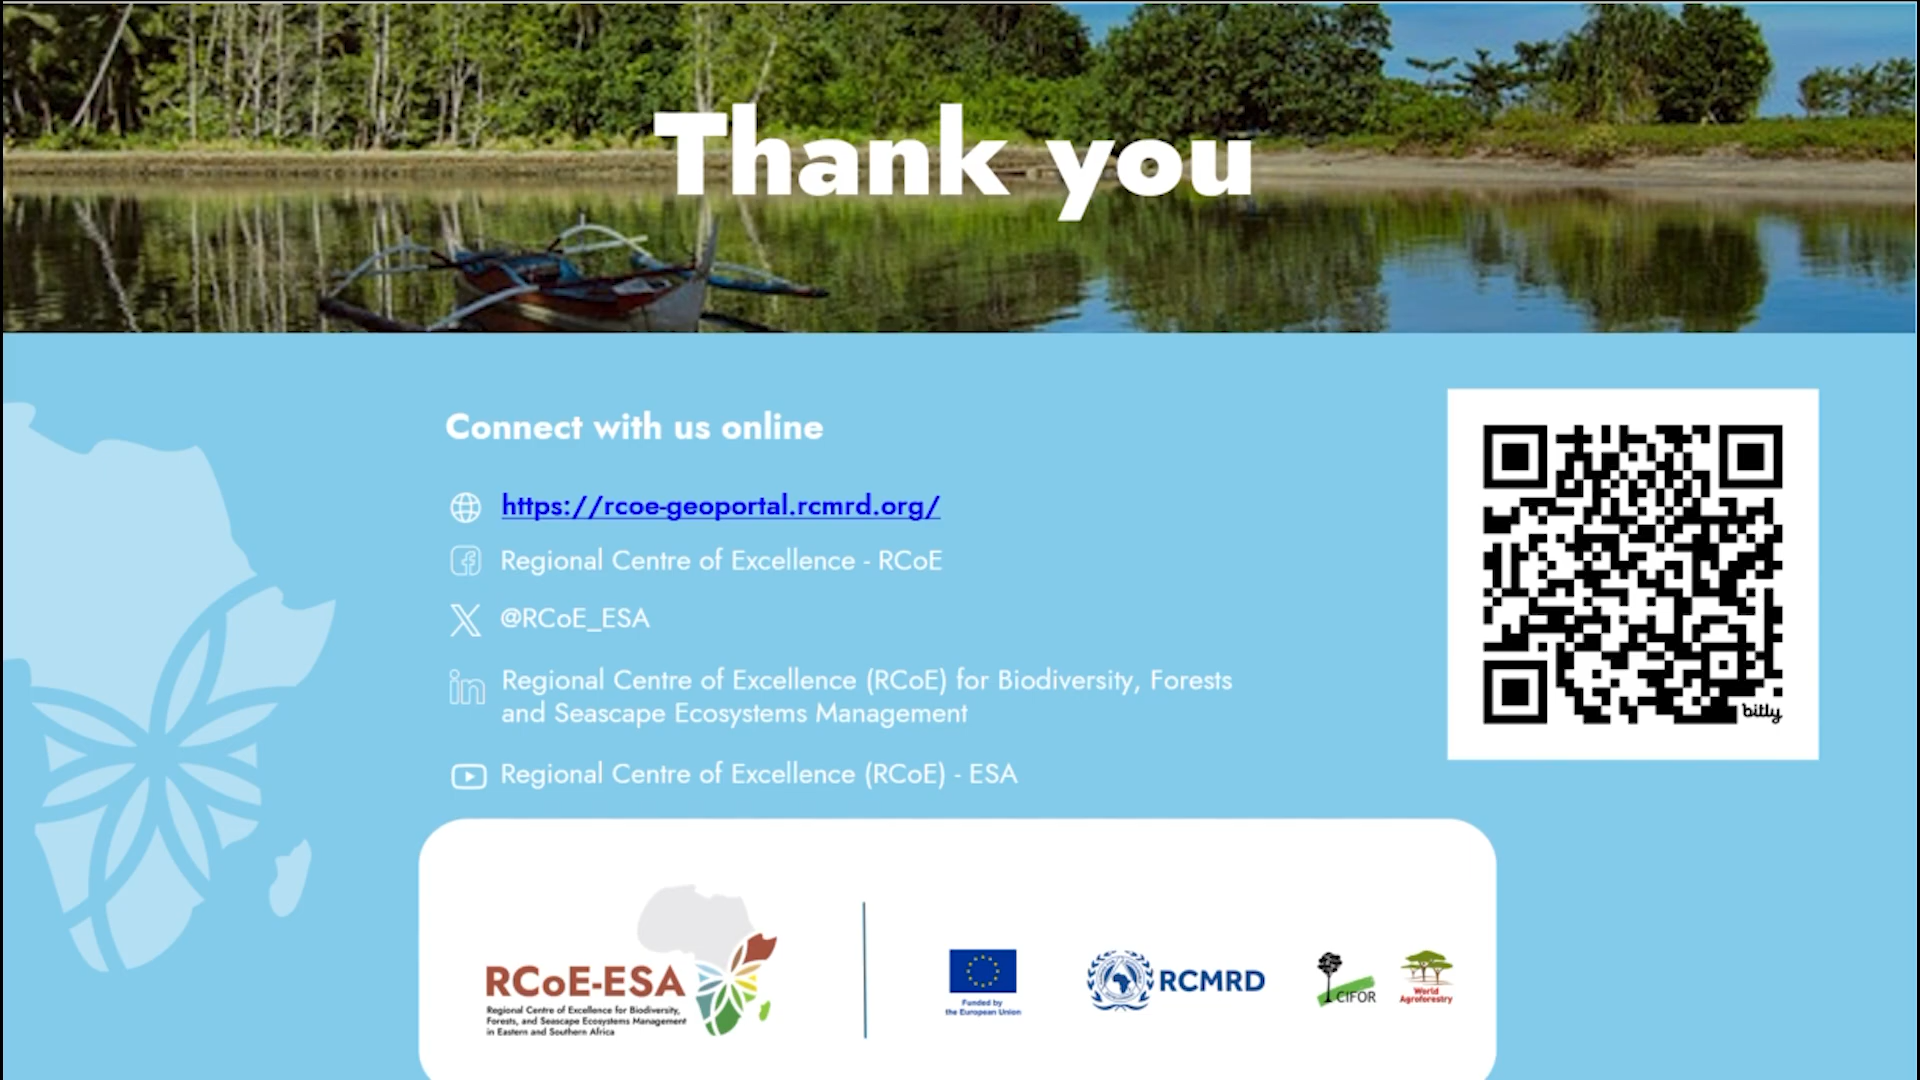 Thank you
Connect with us online
https://rcoe-geoportal.rcmrd.org/
Regional Centre of Excellence - RCoE
@RCoE_ESA
Regional Centre of Excellence (RCoE) for Biodiversity, Forests
and Seascape Ecosystems Management
Regional Centre of Excellence (RCoE) - ESA
bitly
RCoE-ESA
Regional Centre of Excellence for Biodiversity,
Forests, and Seascape Ecosystems Management
in Eastern and Southern Africa
Funded by
the European Union
RCMRD
CIFOR
World
Agroforestry